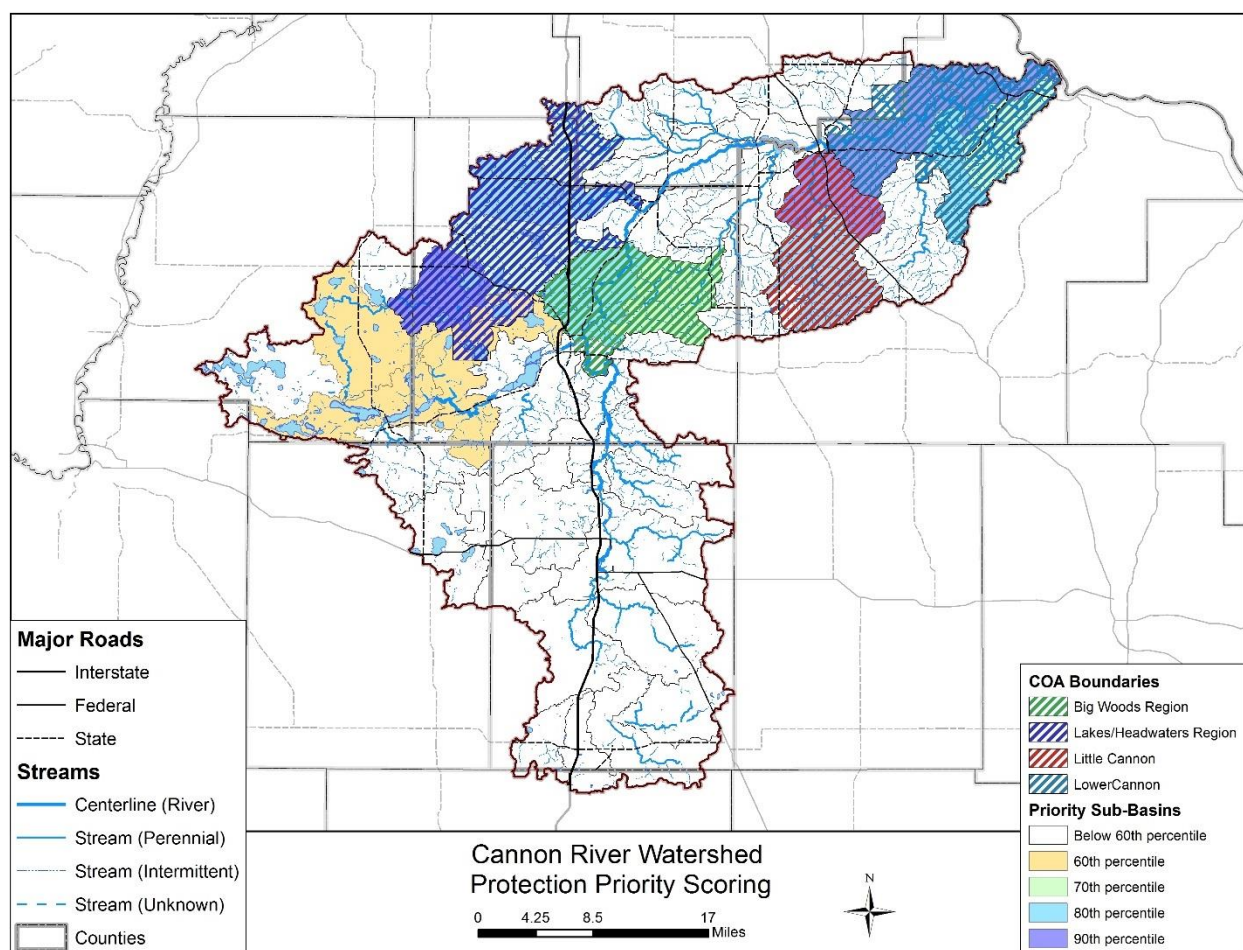 Major Roads
Interstate
Federal
State
Streams
Centerline (River)
Stream (Perennial)
Stream (Intermittent)
Stream (Unknown)
Counties
Cannon River Watershed
Protection Priority Scoring
0 4.25 8.5 17
Miles
N
COA Boundaries
Big Woods Region
Lakes/Headwaters Region
Little Cannon
LowerCannon
Priority Sub-Basins
Below 60th percentile
60th percentile
70th percentile
80th percentile
90th percentile